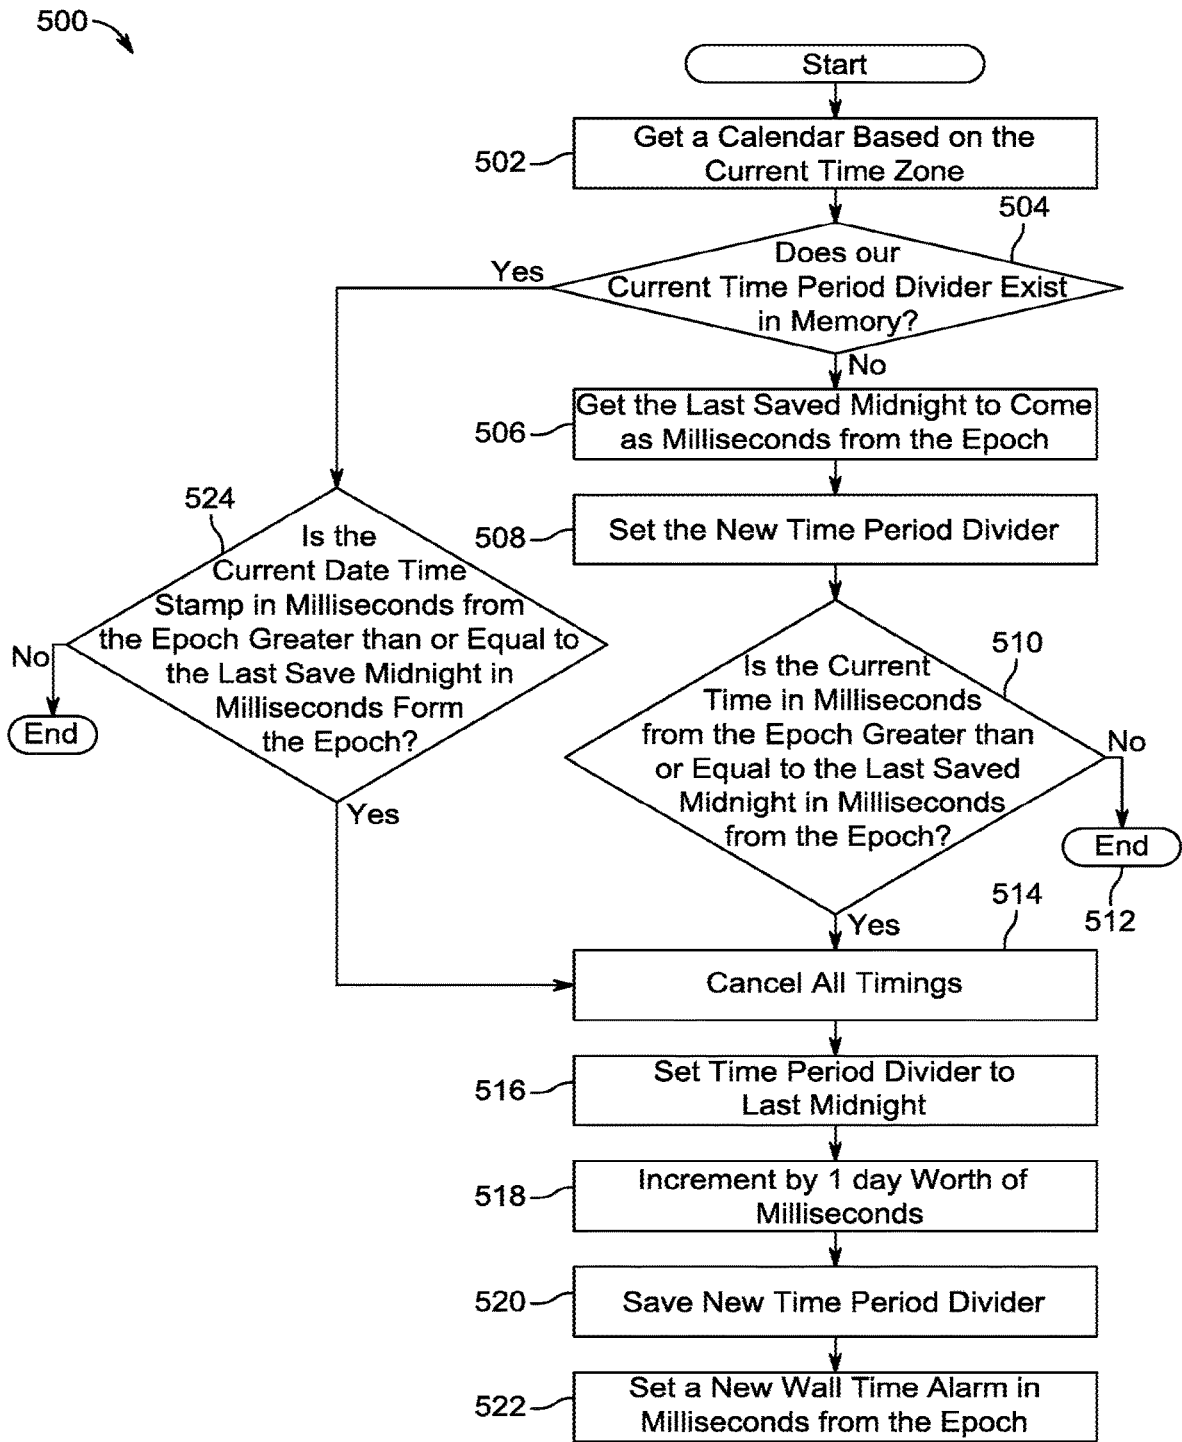 500
Start
502
Get a Calendar Based on the
Current Time Zone
504
Does our
Current Time Period Divider Exist
in Memory?
Yes
No
506
Get the Last Saved Midnight to Come
as Milliseconds from the Epoch
508
Set the New Time Period Divider
524
Is the
Current Date Time
Stamp in Milliseconds from
the Epoch Greater than or Equal to
the Last Save Midnight in
Milliseconds Form
the Epoch?
No
End
Yes
510
Is the Current
Time in Milliseconds
from the Epoch Greater than
or Equal to the Last Saved
Midnight in Milliseconds
from the Epoch?
No
End
512
Yes
514
Cancel All Timings
516
Set Time Period Divider to
Last Midnight
518
Increment by 1 day Worth of
Milliseconds
520
Save New Time Period Divider
522
Set a New Wall Time Alarm in
Milliseconds from the Epoch